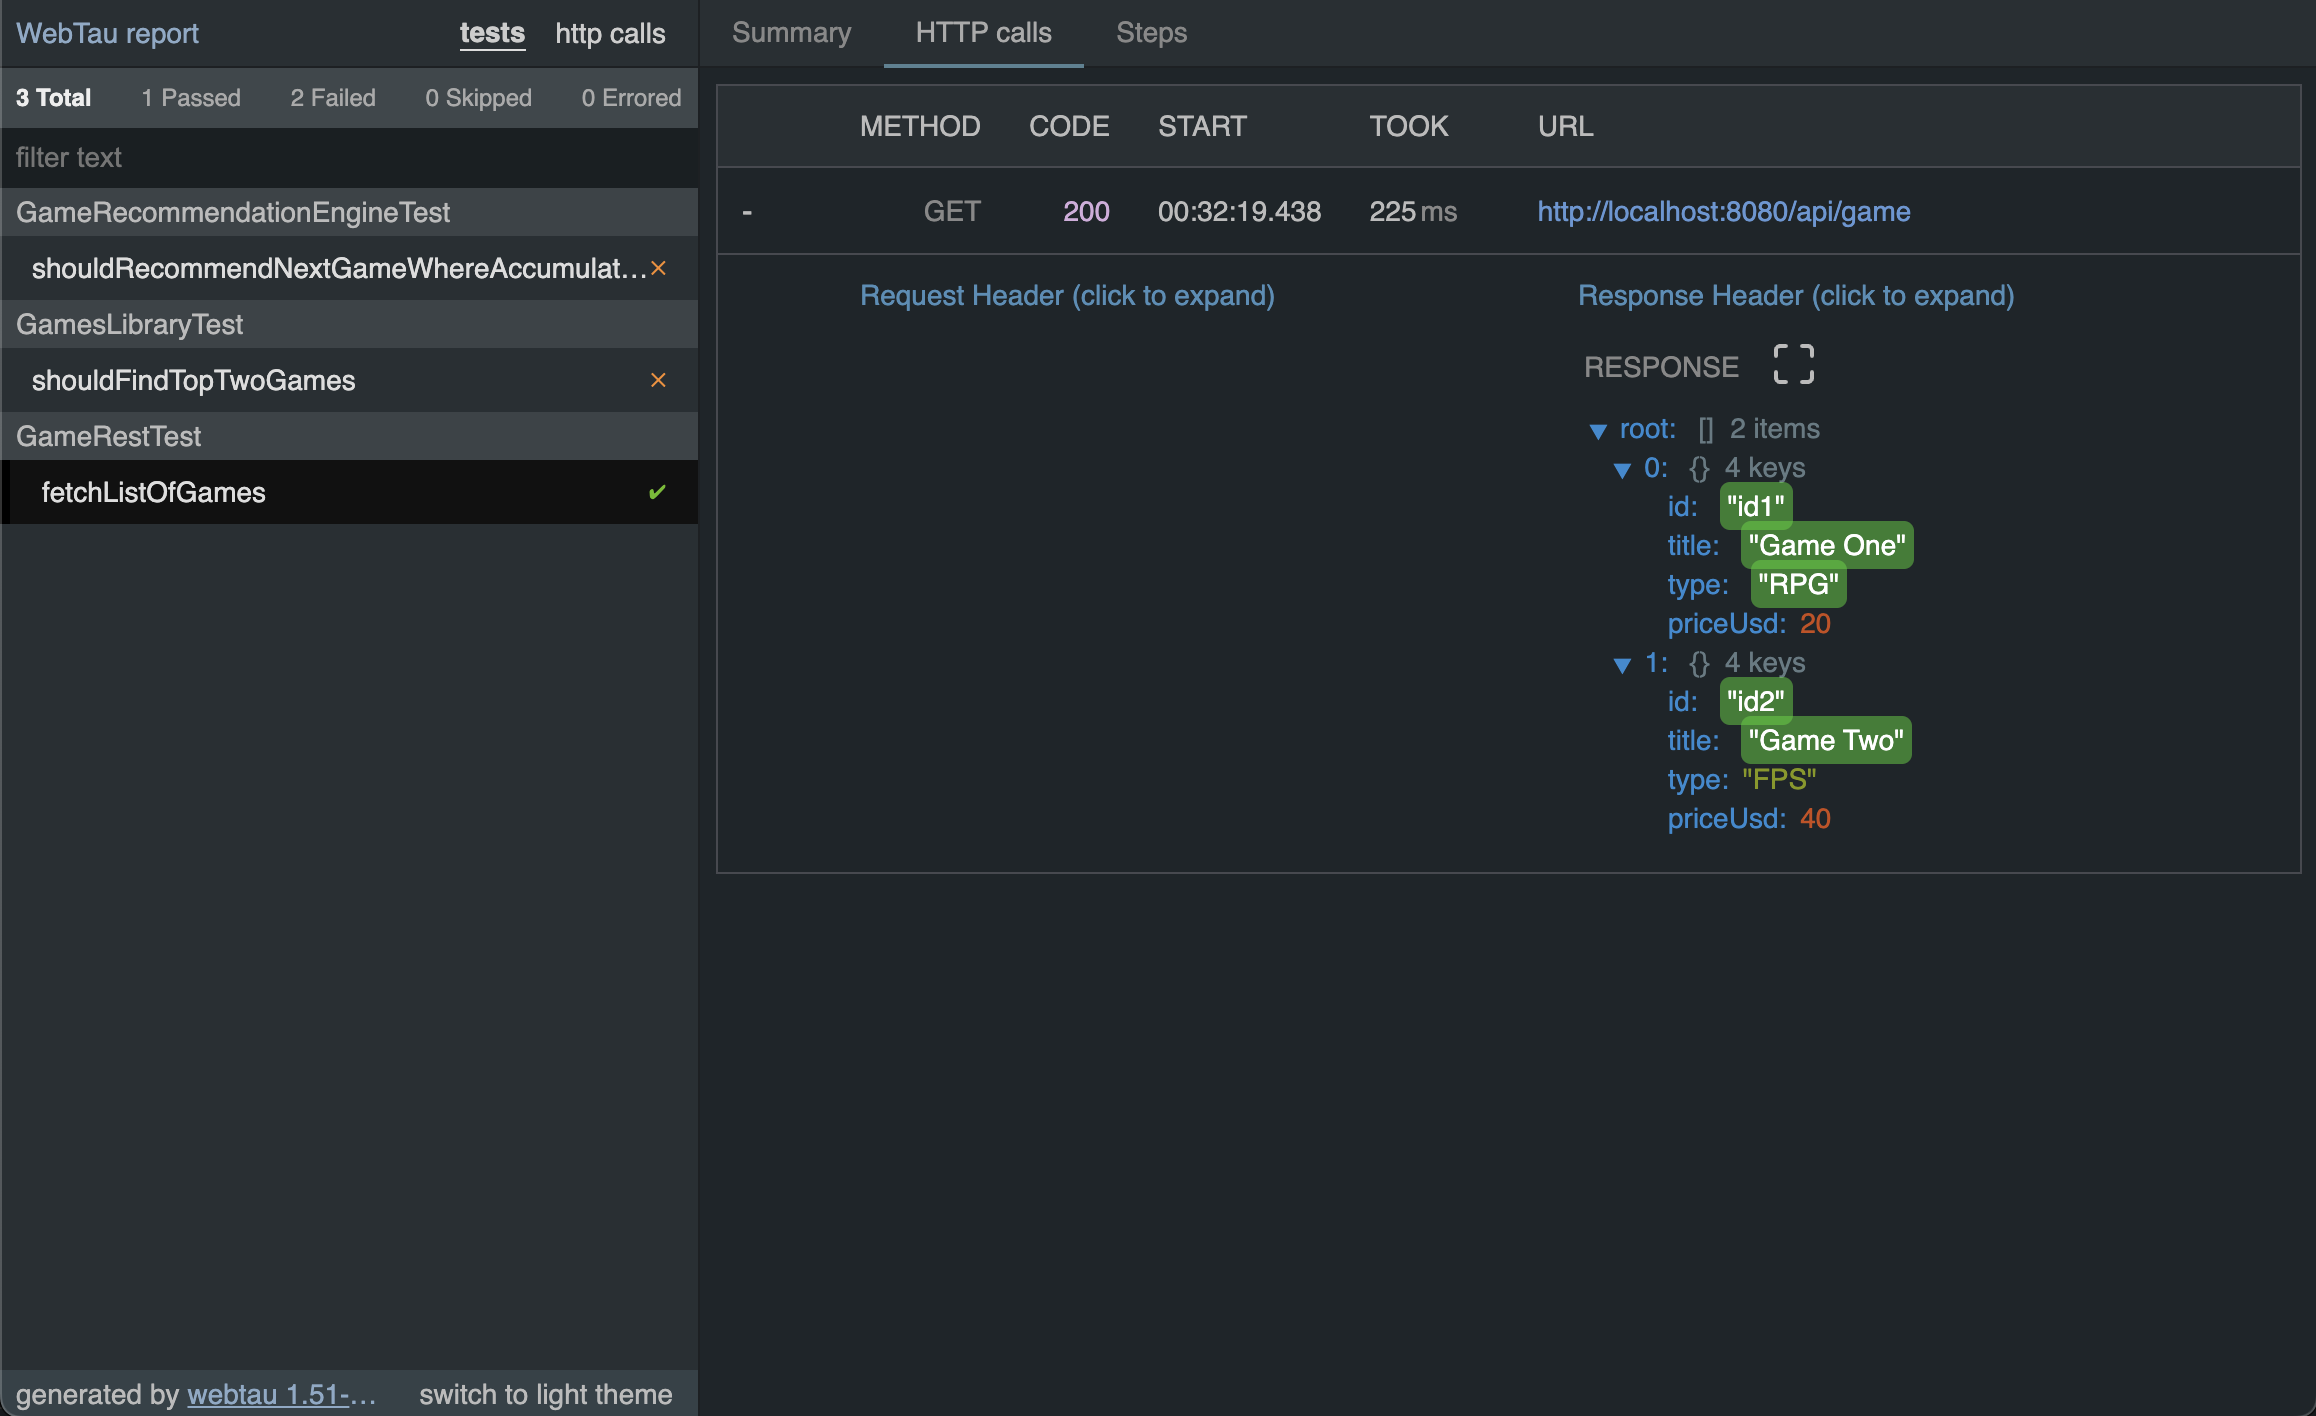 WebTau report tests http calls
3 Total 1 Passed 2 Failed 0 Skipped 0 Errored
filter text
GameRecommendationEngineTest
shouldRecommendNextGameWhereAccumulat...
GamesLibraryTest
shouldFindTopTwoGames
GameRestTest
fetchListOfGames
generated by webtau 1.51-... switch to light theme
Summary HTTP calls Steps
METHOD CODE START TOOK URL
- GET 200 00:32:19.438 225 ms http://localhost:8080/api/game
Request Header (click to expand) Response Header (click to expand)
RESPONSE
root: [] 2 items
0: {} 4 keys
id: "id1"
title: "Game One"
type: "RPG"
priceUsd: 20
1: {} 4 keys
id: "id2"
title: "Game Two"
type: "FPS"
priceUsd: 40